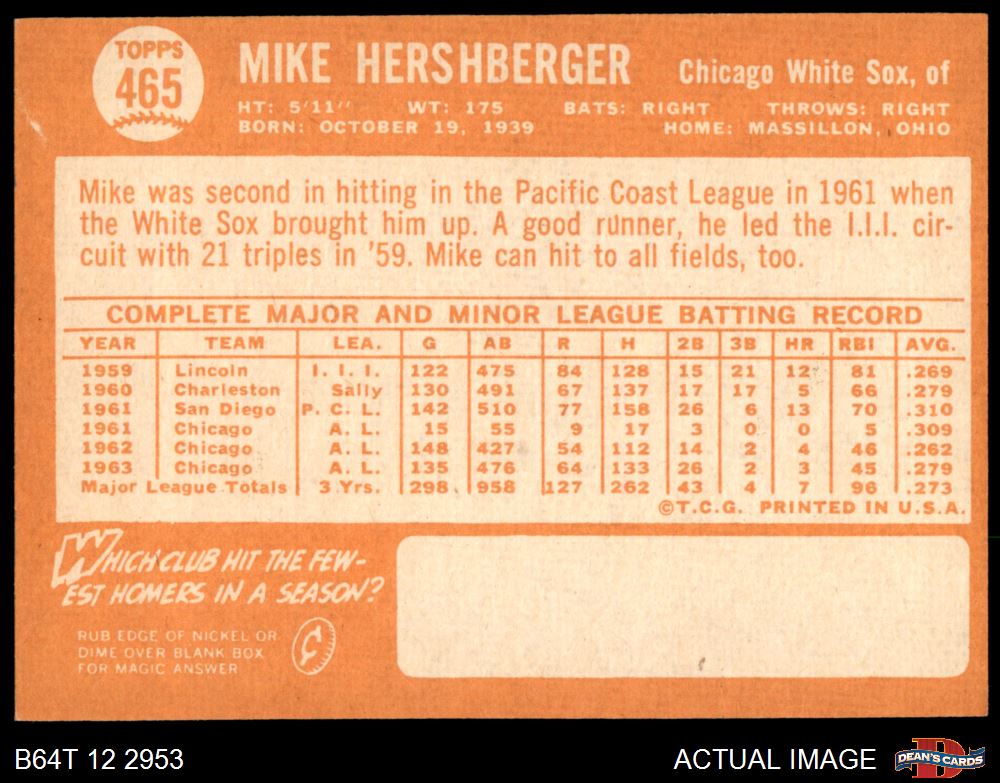 TOPPS
465
MIKE HERSHBERGER
Chicago White Sox, of
HT: 5'11" WT: 175 BATS: RIGHT THROWS: RIGHT
BORN: OCTOBER 19, 1939 HOME: MASSILLON, OHIO
Mike was second in hitting in the Pacific Coast League in 1961 when
the White Sox brought him up. A good runner, he led the I.I.I. cir-
cuit with 21 triples in '59. Mike can hit to all fields, too.
COMPLETE MAJOR AND MINOR LEAGUE BATTING RECORD
YEAR TEAM LEA. G AB R H 2B 3B HR RBI AVG.
1959 Lincoln I. I. I. 122 475 84 128 15 21 12 81 .269
1960 Charleston Sally 130 491 67 137 17 17 5 66 .279
1961 San Diego P. C. L. 142 510 77 158 26 6 13 70 .310
1961 Chicago A. L. 15 55 9 17 3 0 0 5 .309
1962 Chicago A. L. 148 427 54 112 14 2 4 46 .262
1963 Chicago A. L. 135 476 64 133 26 2 3 45 .279
Major League Totals 3 Yrs. 298 958 127 262 43 4 7 96 .273
©T.C.G. PRINTED IN U.S.A.
WHICH CLUB HIT THE FEW-
EST HOMERS IN A SEASON?
RUB EDGE OF NICKEL OR
DIME OVER BLANK BOX
FOR MAGIC ANSWER
¢
B64T 12 2953
ACTUAL IMAGE
D
DEAN'S CARDS